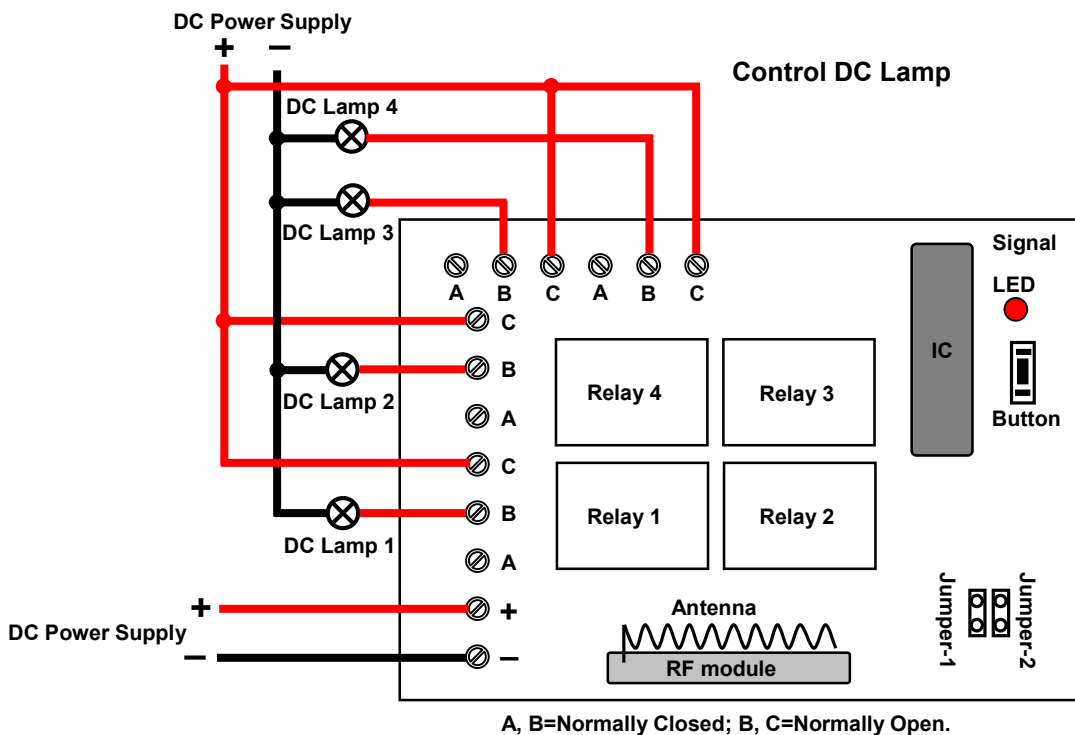 DC Power Supply
+ −
Control DC Lamp
DC Lamp 4
DC Lamp 3
Signal
LED
A B C A B C
C
IC
B
Relay 4
Relay 3
DC Lamp 2
A
Button
C
B
Relay 1
Relay 2
DC Lamp 1
A
Jumper-1
Jumper-2
+
+
Antenna
DC Power Supply
−
−
RF module
A, B=Normally Closed; B, C=Normally Open.